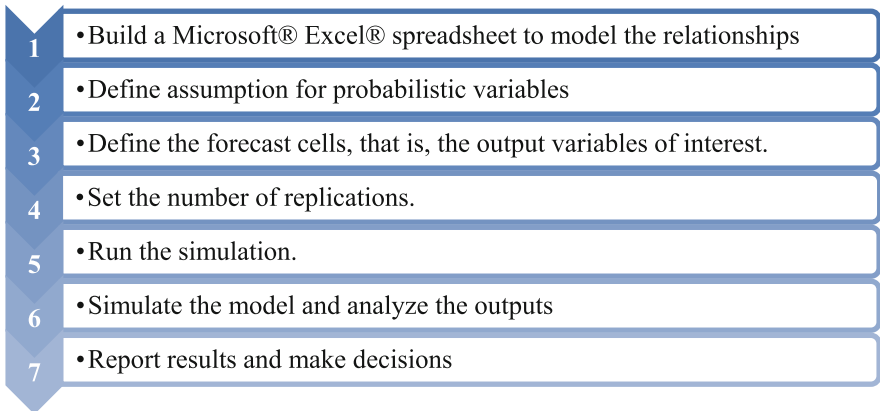 1 •Build a Microsoft® Excel® spreadsheet to model the relationships
2 •Define assumption for probabilistic variables
3 •Define the forecast cells, that is, the output variables of interest.
4 •Set the number of replications.
5 •Run the simulation.
6 •Simulate the model and analyze the outputs
7 •Report results and make decisions